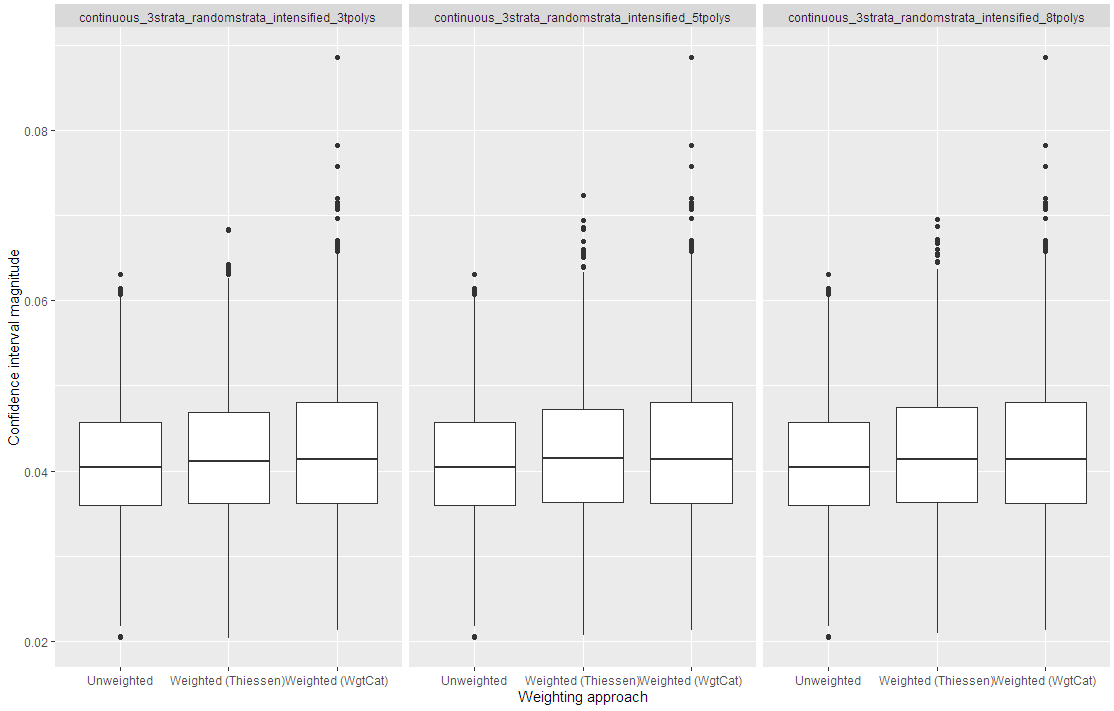 continuous_3strata_randomstrata_intensified_3tpolys
continuous_3strata_randomstrata_intensified_5tpolys
continuous_3strata_randomstrata_intensified_8tpolys
Confidence interval magnitude
0.08
0.06
0.04
0.02
Unweighted
Weighted (Thiessen)
Weighted (WgtCat)
Unweighted
Weighted (Thiessen)
Weighted (WgtCat)
Unweighted
Weighted (Thiessen)
Weighted (WgtCat)
Weighting approach